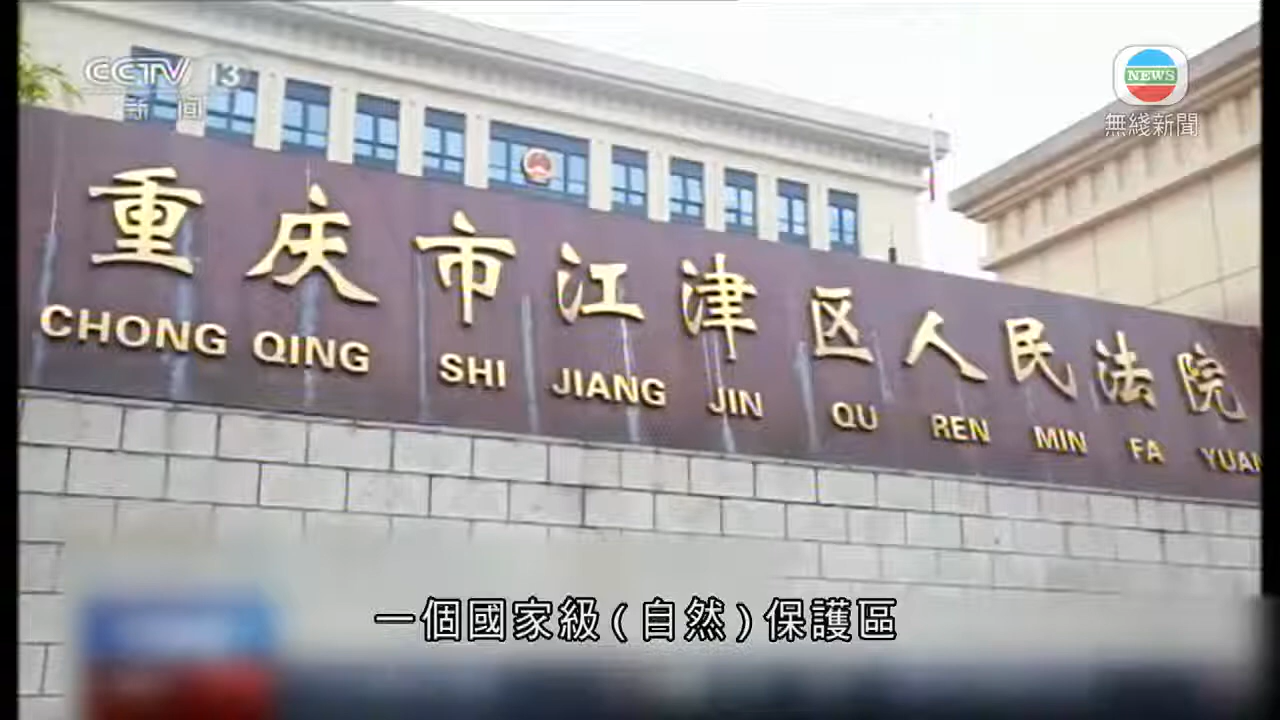 CCTV 13
新闻
NEWS
無綫新聞
重庆市江津区人民法院
CHONG QING SHI JIANG JIN QU REN MIN FA YUAN
一個國家級(自然)保護區